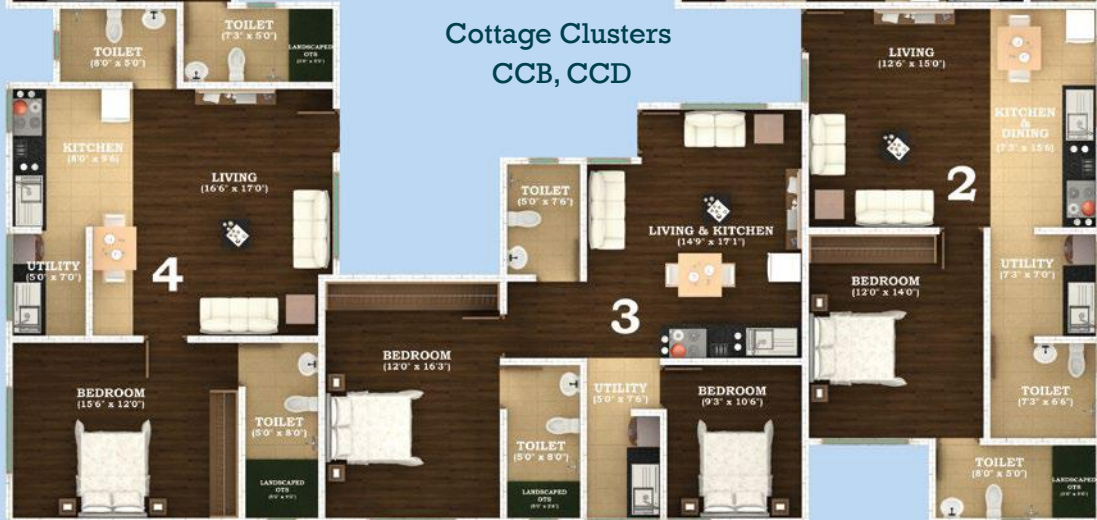 Cottage Clusters
CCB, CCD
TOILET
(8'0" x 5'0")
TOILET
(7'3" x 5'0")
LANDSCAPED
OTS
KITCHEN
(8'0" x 9'6)
LIVING
(16'6" x 17'0")
UTILITY
(5'0" x 7'0")
4
BEDROOM
(15'6" x 12'0")
TOILET
(5'0" x 8'0")
LANDSCAPED
OTS
TOILET
(5'0" x 7'6")
LIVING & KITCHEN
(14'9" x 17'1")
3
BEDROOM
(12'0" x 16'3")
TOILET
(5'0" x 8'0")
LANDSCAPED
OTS
UTILITY
(5'0" x 7'6")
BEDROOM
(9'3" x 10'6")
LIVING
(12'6" x 15'0")
KITCHEN
&
DINING
(7'3" x 15'6)
2
BEDROOM
(12'0" x 14'0")
UTILITY
(7'3" x 7'0")
TOILET
(7'3" x 6'6")
TOILET
(8'0" x 5'0")
LANDSCAPED
OTS